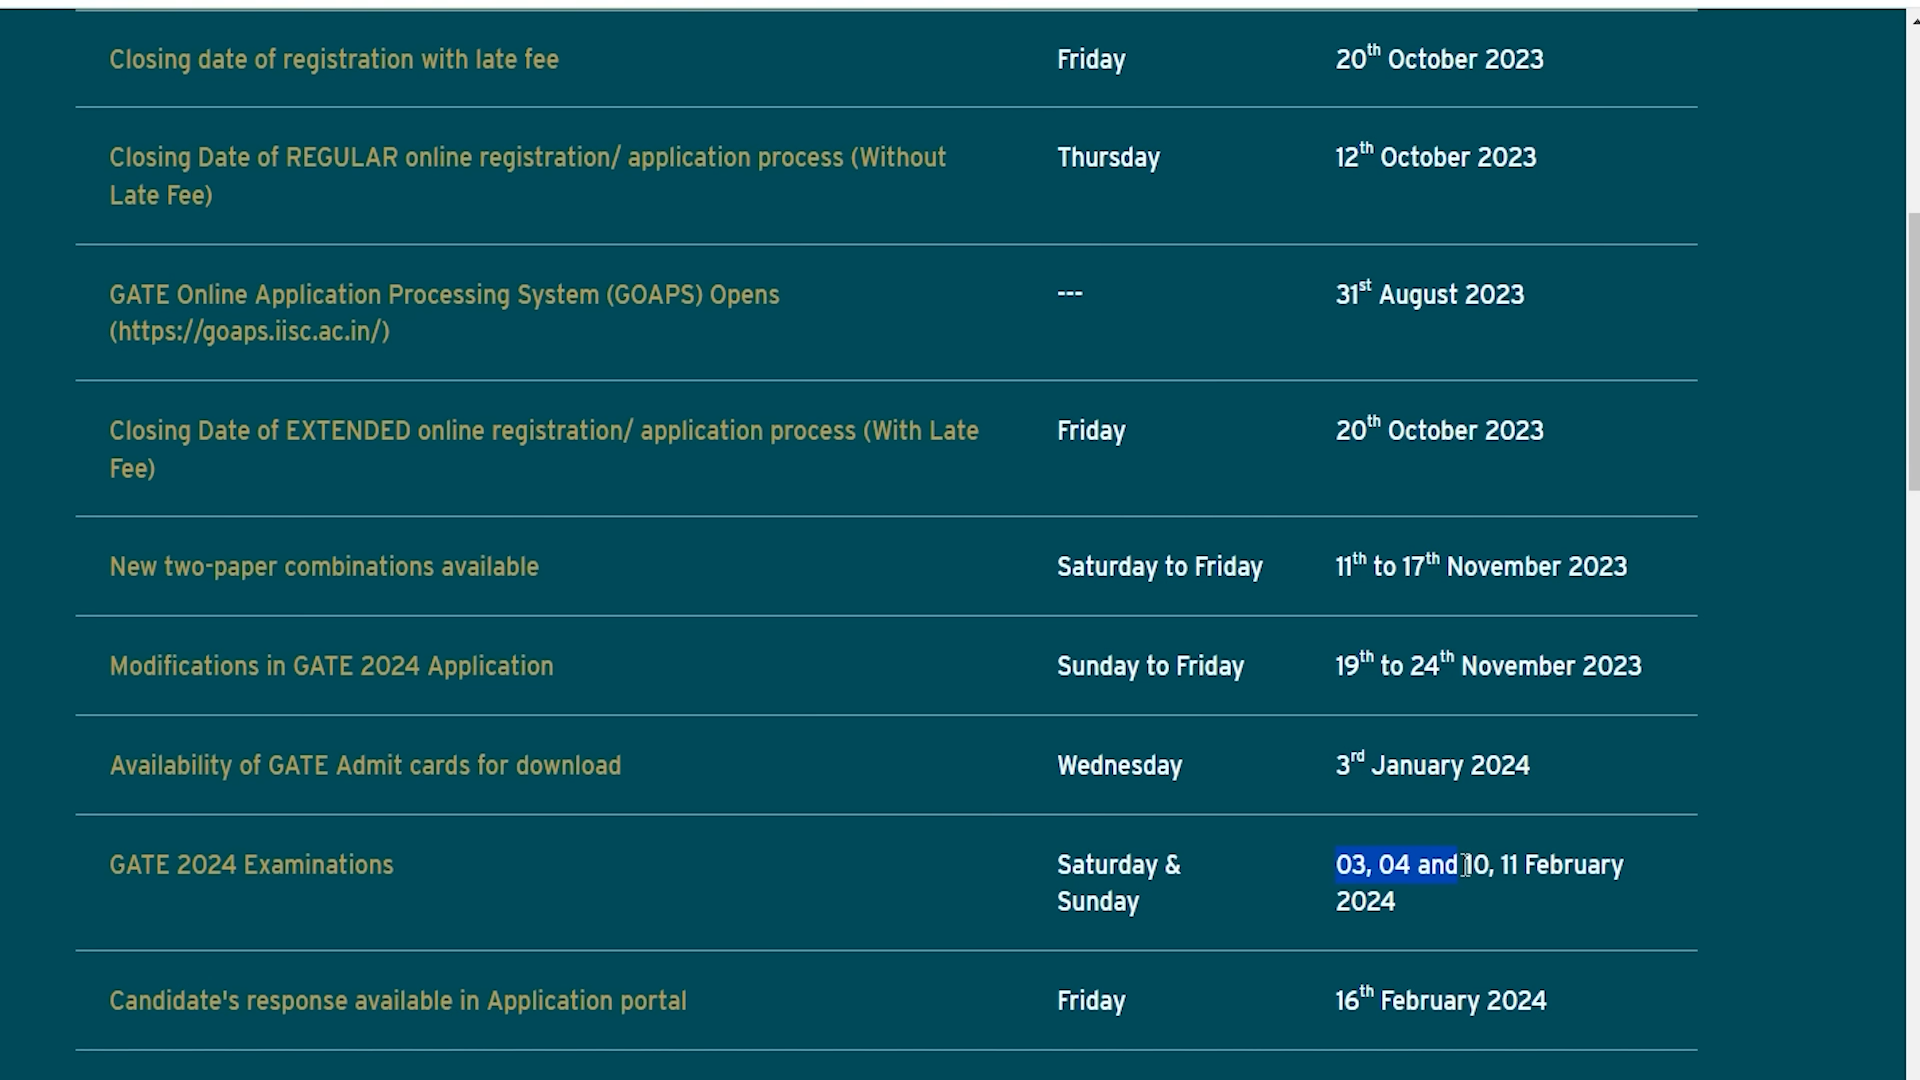 Closing date of registration with late fee Friday 20th October 2023
Closing Date of REGULAR online registration/ application process (Without Thursday 12th October 2023
Late Fee)
GATE Online Application Processing System (GOAPS) Opens --- 31st August 2023
(https://goaps.iisc.ac.in/)
Closing Date of EXTENDED online registration/ application process (With Late Friday 20th October 2023
Fee)
New two-paper combinations available Saturday to Friday 11th to 17th November 2023
Modifications in GATE 2024 Application Sunday to Friday 19th to 24th November 2023
Availability of GATE Admit cards for download Wednesday 3rd January 2024
GATE 2024 Examinations Saturday & 03, 04 and 10, 11 February
Sunday 2024
Candidate's response available in Application portal Friday 16th February 2024